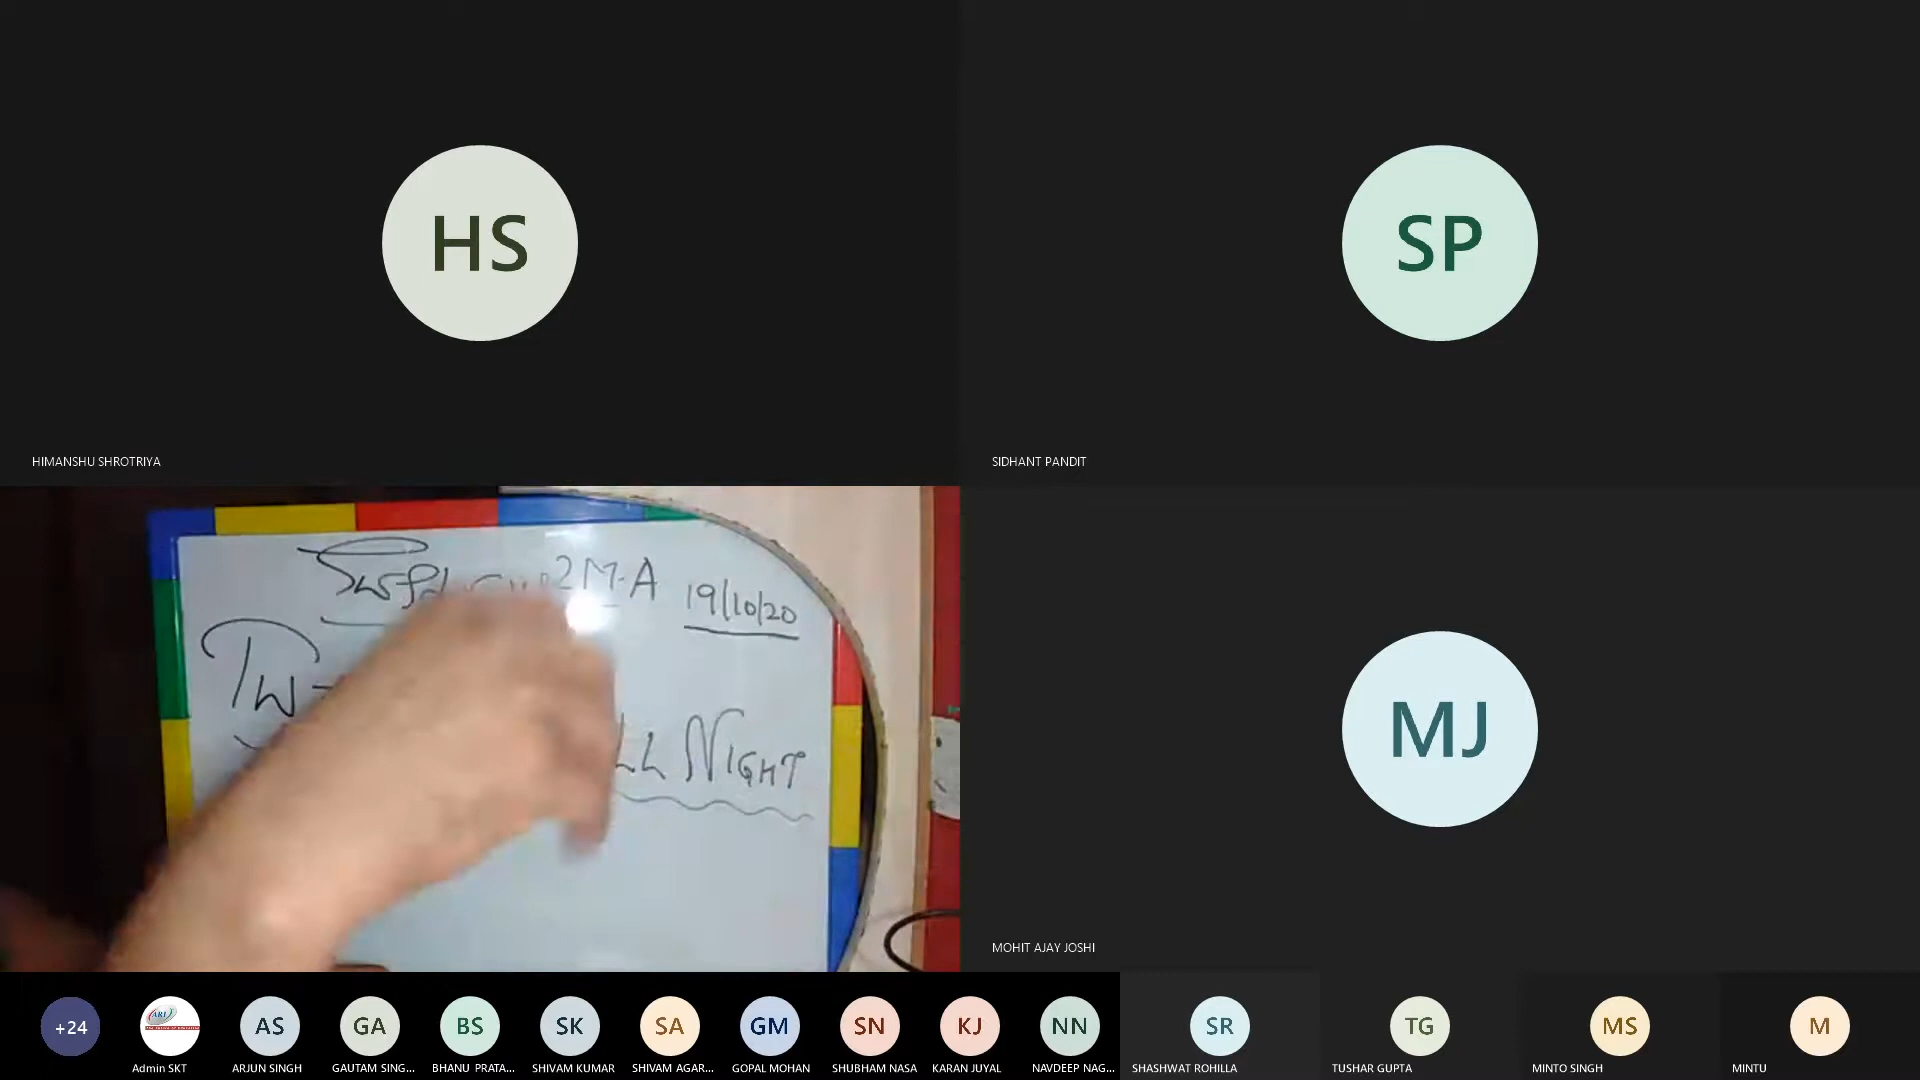 HS
SP
HIMANSHU SHROTRIYA
SIDHANT PANDIT
2M-A 19/10/20
NIGHT
MJ
MOHIT AJAY JOSHI
+24
ARI
AS
GA
BS
SK
SA
GM
SN
KJ
NN
SR
TG
MS
M
Admin SKT
ARJUN SINGH
GAUTAM SING...
BHANU PRATA...
SHIVAM KUMAR
SHIVAM AGAR...
GOPAL MOHAN
SHUBHAM NASA
KARAN JUYAL
NAVDEEP NAG...
SHASHWAT ROHILLA
TUSHAR GUPTA
MINTO SINGH
MINTU